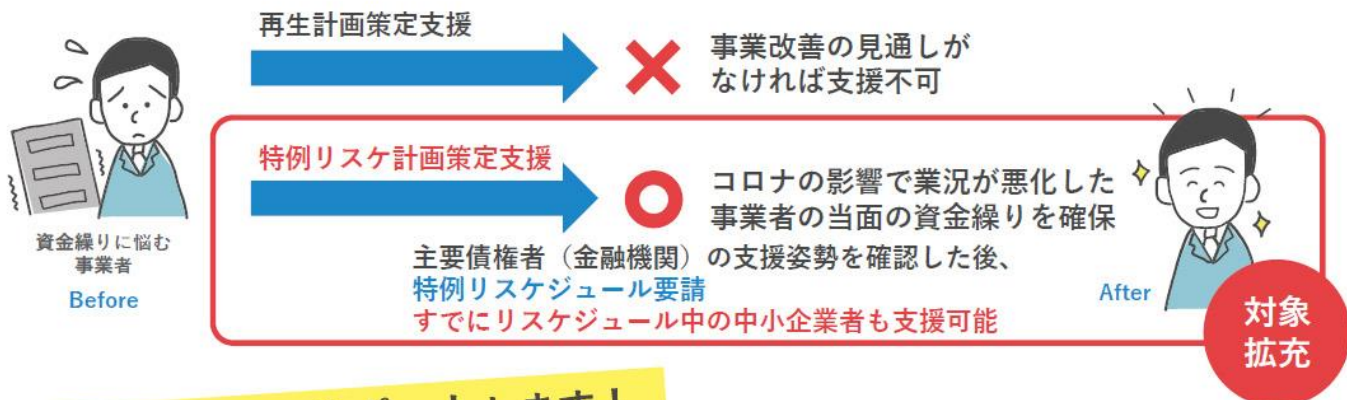 再生計画策定支援
事業改善の見通しが
なければ支援不可
特例リスケ計画策定支援
コロナの影響で業況が悪化した
事業者の当面の資金繰りを確保
資金繰りに悩む
事業者
Before
主要債権者(金融機関)の支援姿勢を確認した後、
特例リスケジュール要請
すでにリスケジュール中の中小企業者も支援可能
After
対象
拡充